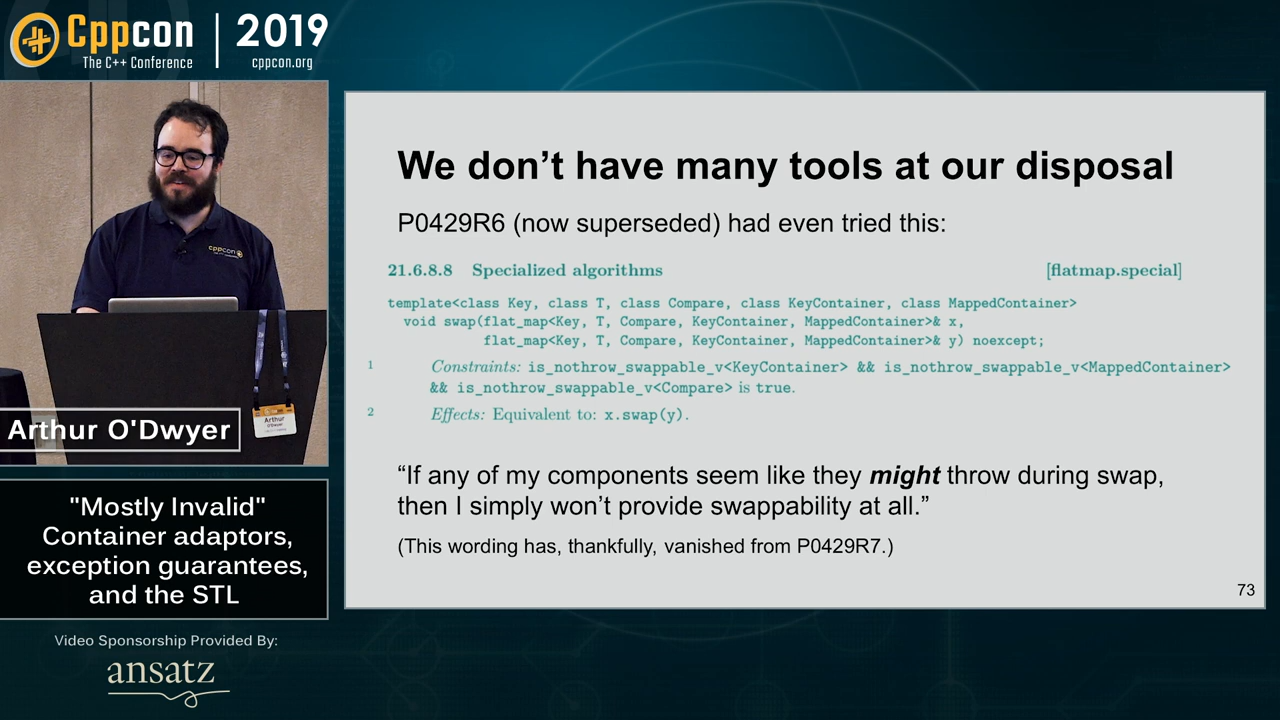 Cppcon | 2019
The C++ Conference
cppcon.org
cppcon
Arthur
O'Dwyer
Arthur O'Dwyer
"Mostly Invalid"
Container adaptors,
exception guarantees,
and the STL
Video Sponsorship Provided By:
ansatz
We don’t have many tools at our disposal
P0429R6 (now superseded) had even tried this:
21.6.8.8 Specialized algorithms [flatmap.special]
template<class Key, class T, class Compare, class KeyContainer, class MappedContainer>
void swap(flat_map<Key, T, Compare, KeyContainer, MappedContainer>& x,
flat_map<Key, T, Compare, KeyContainer, MappedContainer>& y) noexcept;
1 Constraints: is_nothrow_swappable_v<KeyContainer> && is_nothrow_swappable_v<MappedContainer>
&& is_nothrow_swappable_v<Compare> is true.
2 Effects: Equivalent to: x.swap(y).
“If any of my components seem like they might throw during swap,
then I simply won’t provide swappability at all.”
(This wording has, thankfully, vanished from P0429R7.)
73